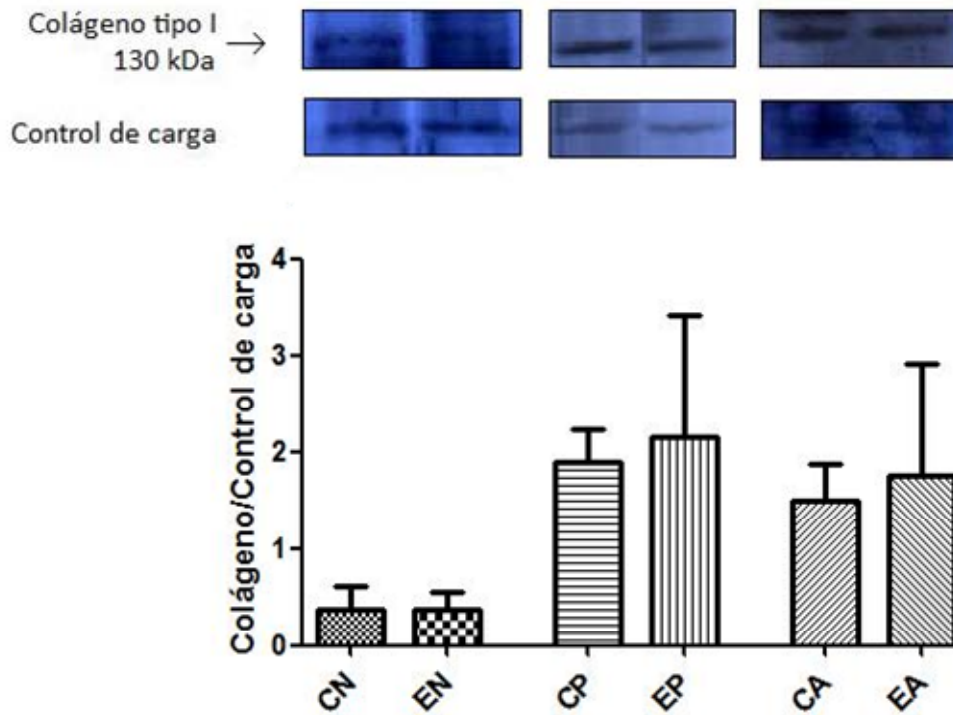 Colágeno tipo I
130 kDa
Control de carga
Colágeno/Control de carga
4
3
2
1
0
CN
EN
CP
EP
CA
EA